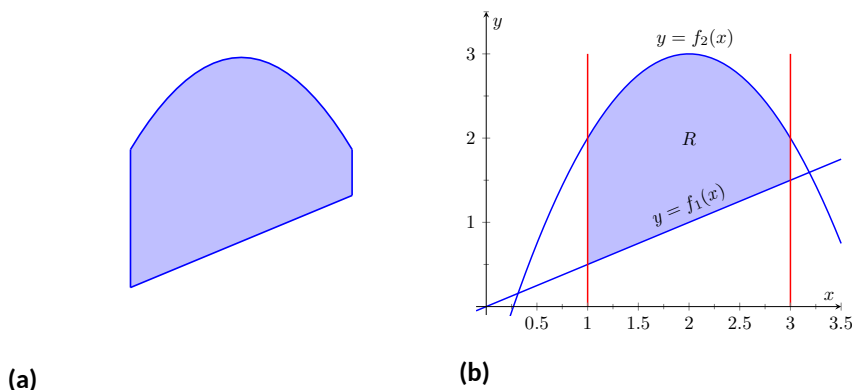 y
y = f₂(x)
3
R
2
y = f₁(x)
1
x
0.5 1 1.5 2 2.5 3 3.5
(a)
(b)